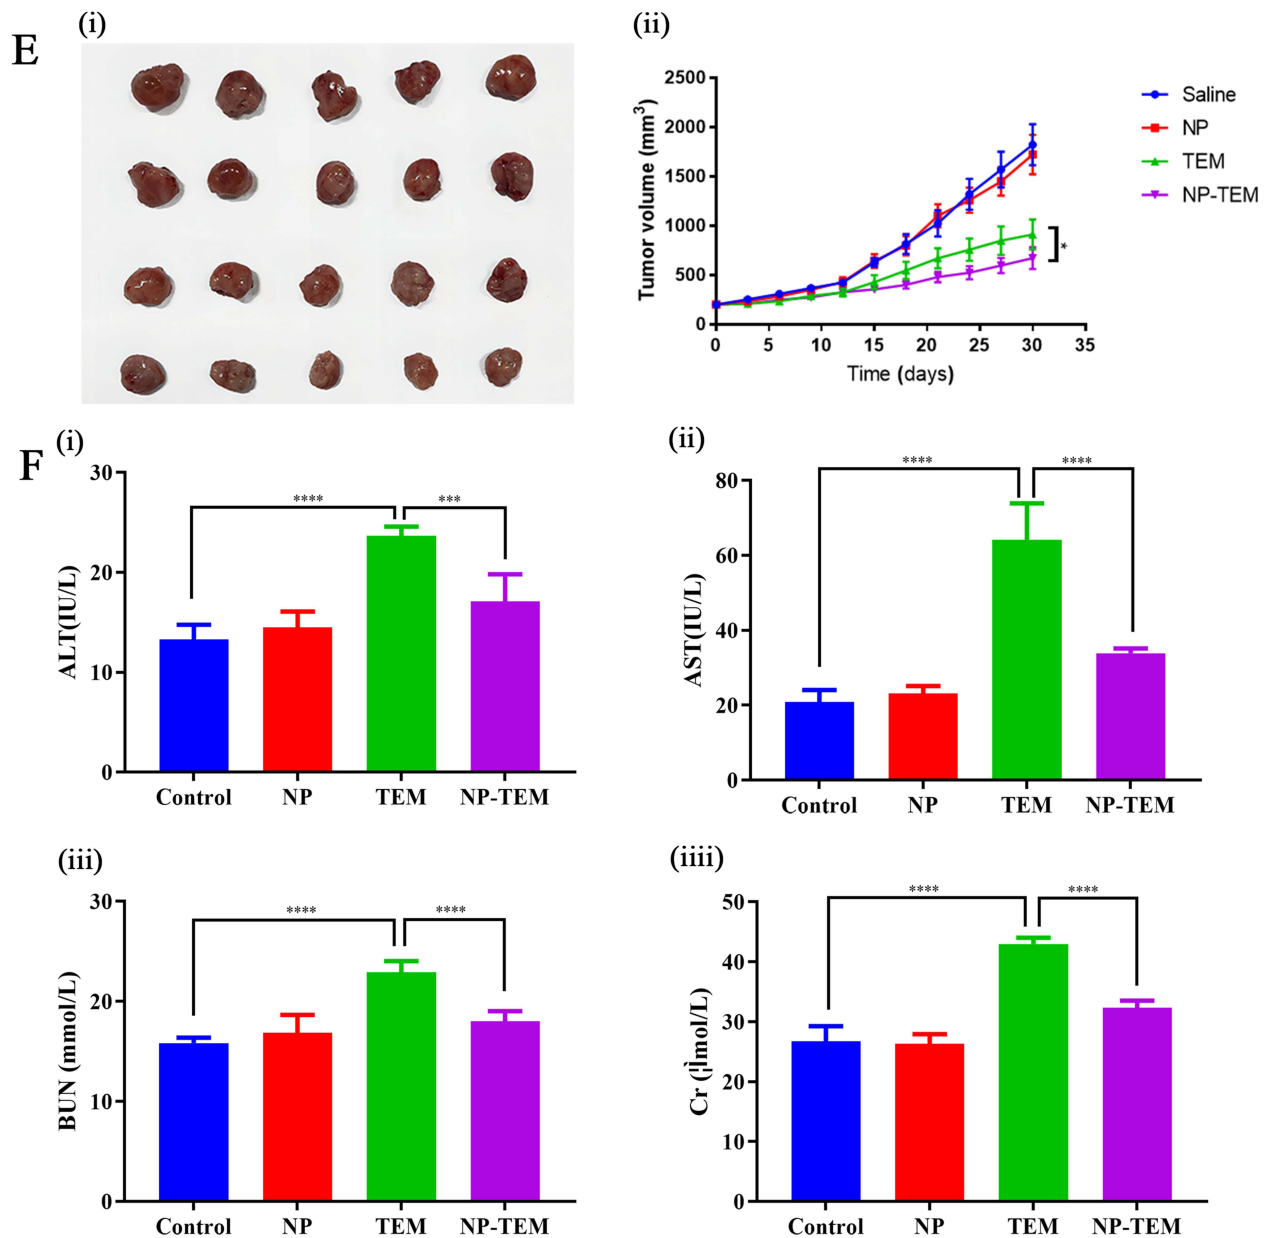 E
(i)
(ii)
2500
2000
1500
1000
500
0
Tumor volume (mm³)
0 5 10 15 20 25 30 35
Time (days)
Saline
NP
TEM
NP-TEM
*
F
(i)
30
20
10
0
ALT(IU/L)
**** ***
Control NP TEM NP-TEM
(ii)
80
60
40
20
0
AST(IU/L)
**** ****
Control NP TEM NP-TEM
(iii)
30
20
10
0
BUN (mmol/L)
**** ****
Control NP TEM NP-TEM
(iiii)
50
40
30
20
10
0
Cr (¦Ìmol/L)
**** ****
Control NP TEM NP-TEM